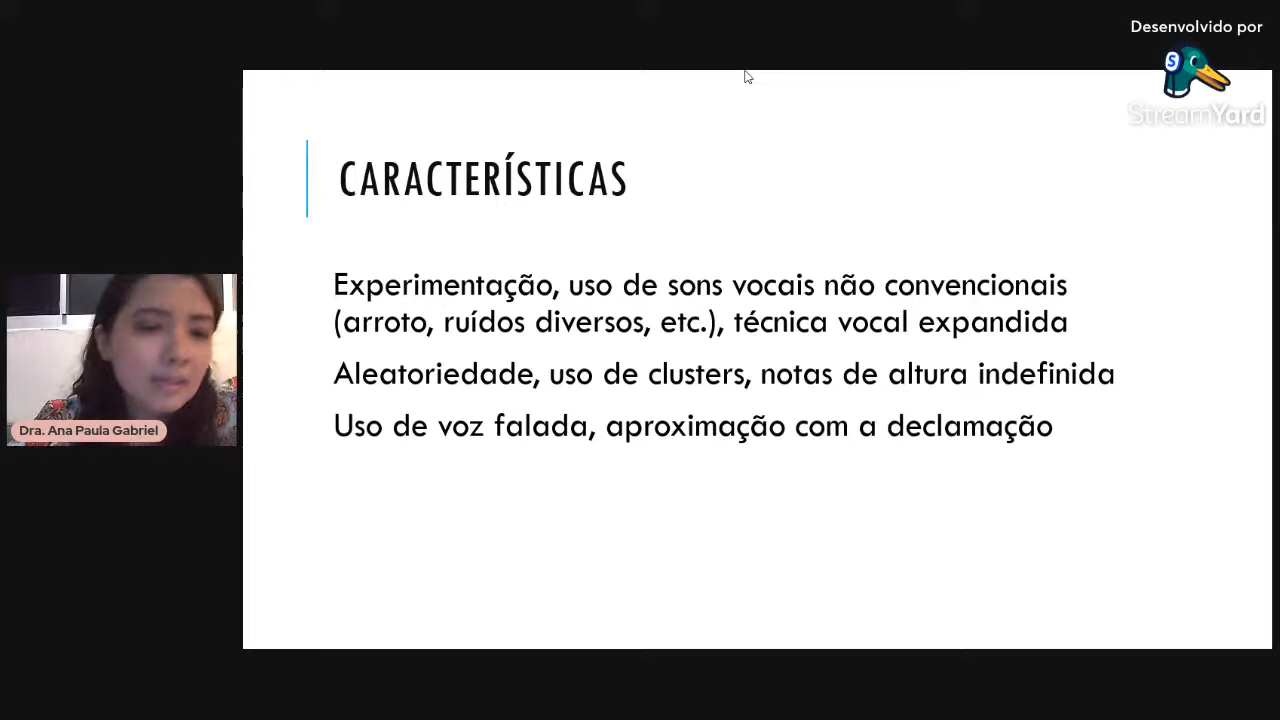 Desenvolvido por
StreamYard
CARACTERÍSTICAS
Experimentação, uso de sons vocais não convencionais
(arroto, ruídos diversos, etc.), técnica vocal expandida
Aleatoriedade, uso de clusters, notas de altura indefinida
Uso de voz falada, aproximação com a declamação
Dra. Ana Paula Gabriel